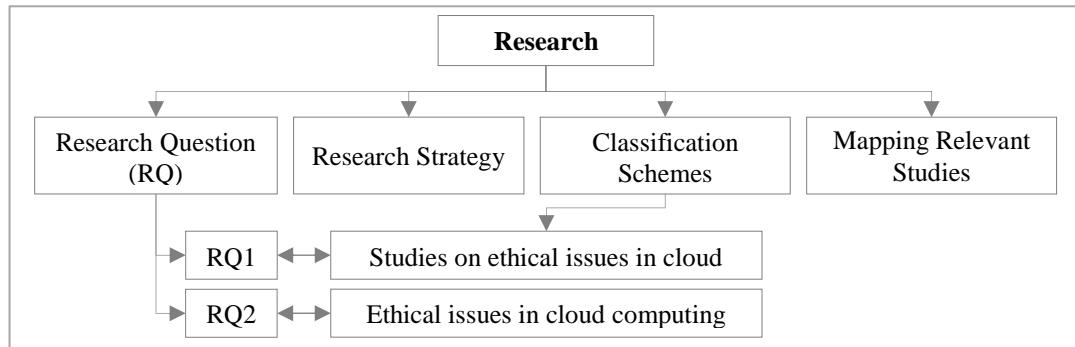 Research
Research Question
(RQ)
Research Strategy
Classification
Schemes
Mapping Relevant
Studies
RQ1
Studies on ethical issues in cloud
RQ2
Ethical issues in cloud computing